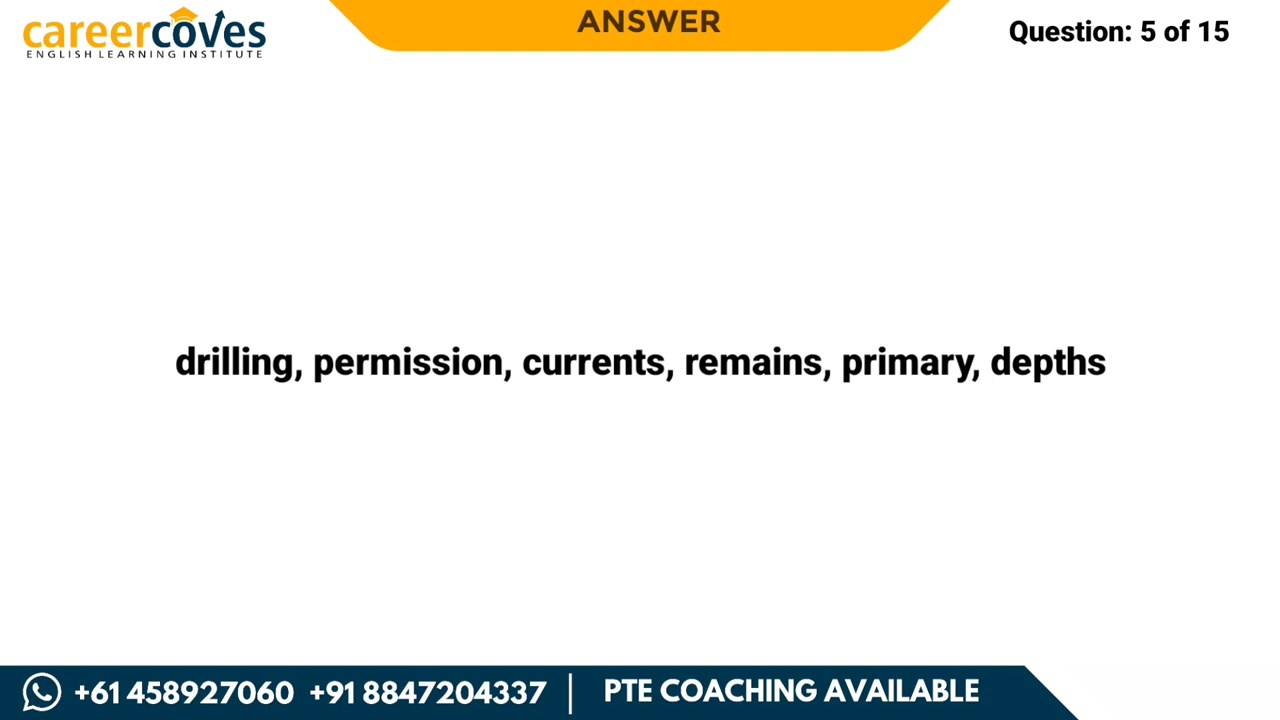 careercoves
ENGLISH LEARNING INSTITUTE
ANSWER
Question: 5 of 15
drilling, permission, currents, remains, primary, depths
+61 458927060 +91 8847204337
PTE COACHING AVAILABLE